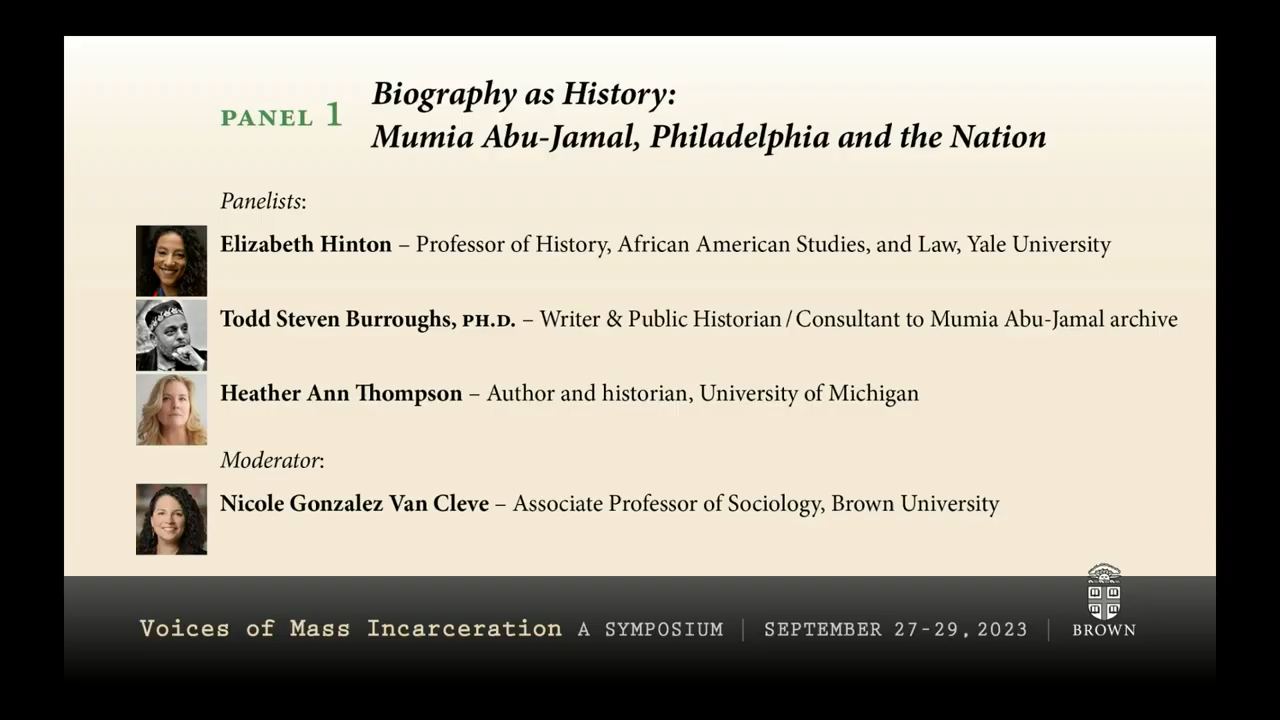 PANEL 1
Biography as History:
Mumia Abu-Jamal, Philadelphia and the Nation
Panelists:
Elizabeth Hinton – Professor of History, African American Studies, and Law, Yale University
Todd Steven Burroughs, PH.D. – Writer & Public Historian / Consultant to Mumia Abu-Jamal archive
Heather Ann Thompson – Author and historian, University of Michigan
Moderator:
Nicole Gonzalez Van Cleve – Associate Professor of Sociology, Brown University
Voices of Mass Incarceration A SYMPOSIUM | SEPTEMBER 27-29, 2023 | BROWN